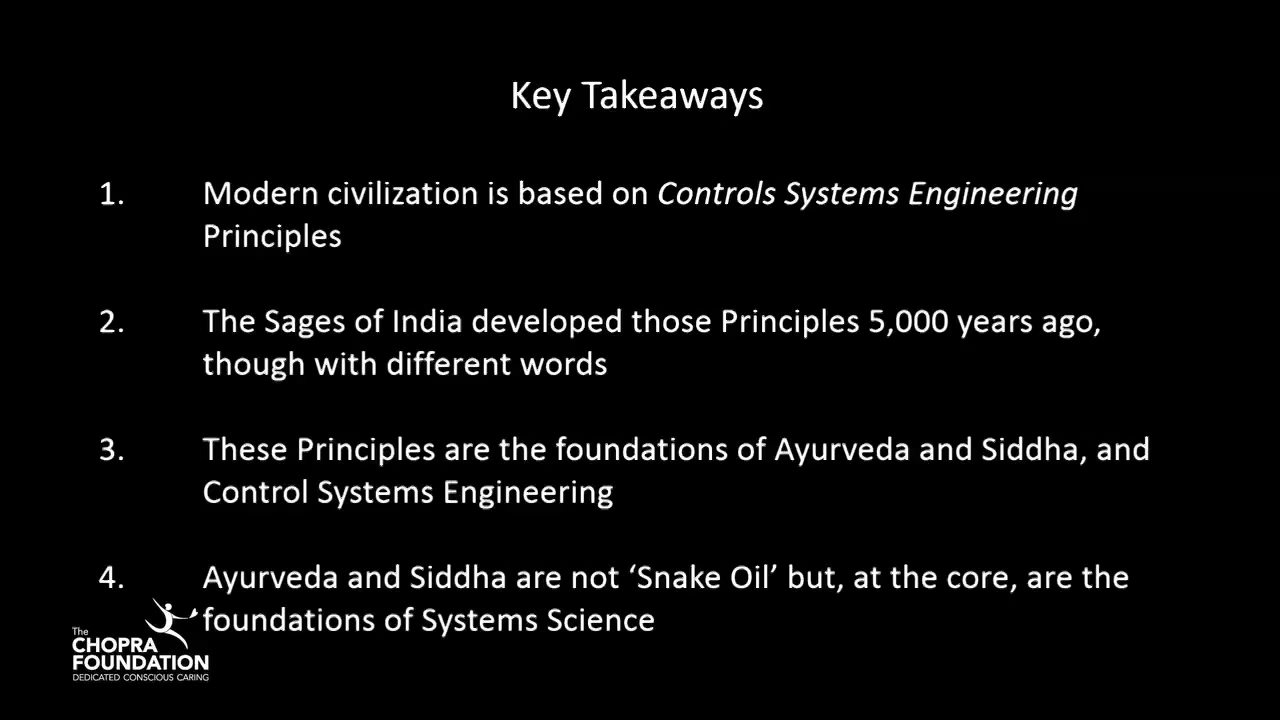 Key Takeaways
1. Modern civilization is based on Controls Systems Engineering
Principles
2. The Sages of India developed those Principles 5,000 years ago,
though with different words
3. These Principles are the foundations of Ayurveda and Siddha, and
Control Systems Engineering
4. Ayurveda and Siddha are not ‘Snake Oil’ but, at the core, are the
foundations of Systems Science
The
CHOPRA
FOUNDATION
DEDICATED CONSCIOUS CARING